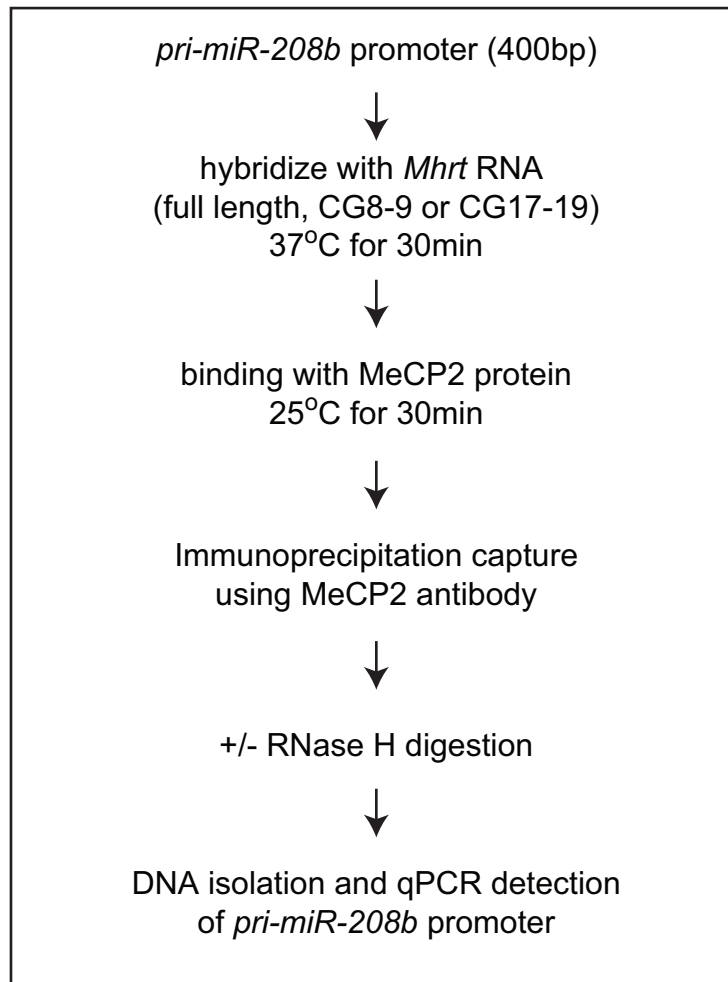 pri-miR-208b promoter (400bp)
hybridize with Mhrt RNA
(full length, CG8-9 or CG17-19)
37°C for 30min
binding with MeCP2 protein
25°C for 30min
Immunoprecipitation capture
using MeCP2 antibody
+/- RNase H digestion
DNA isolation and qPCR detection
of pri-miR-208b promoter